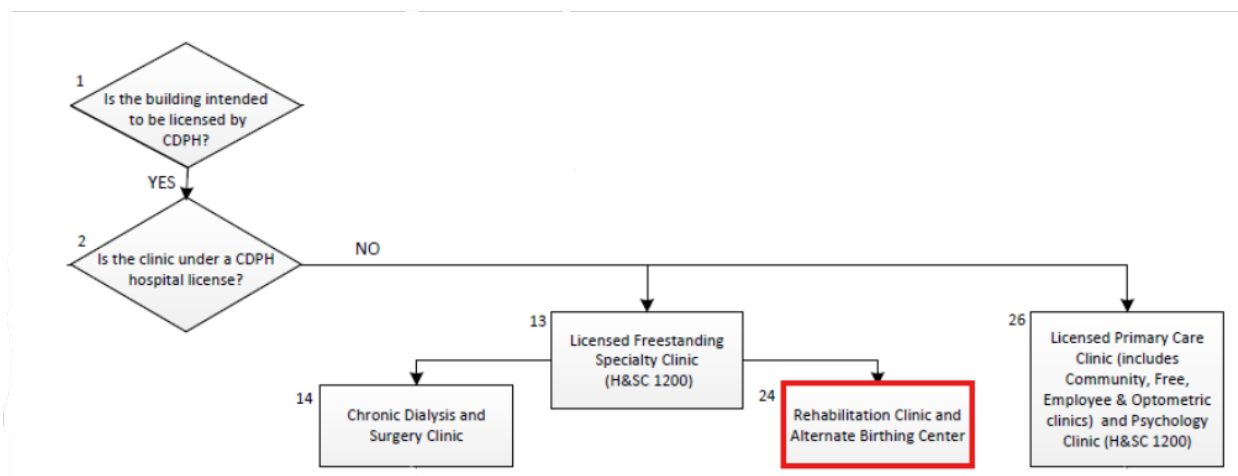 1
Is the building intended
to be licensed by
CDPH?
YES
2
Is the clinic under a CDPH
hospital license?
NO
13
Licensed Freestanding
Specialty Clinic
(H&SC 1200)
26
Licensed Primary Care
Clinic (includes
Community, Free,
Employee & Optometric
clinics) and Psychology
Clinic (H&SC 1200)
14
Chronic Dialysis and
Surgery Clinic
24
Rehabilitation Clinic and
Alternate Birthing Center